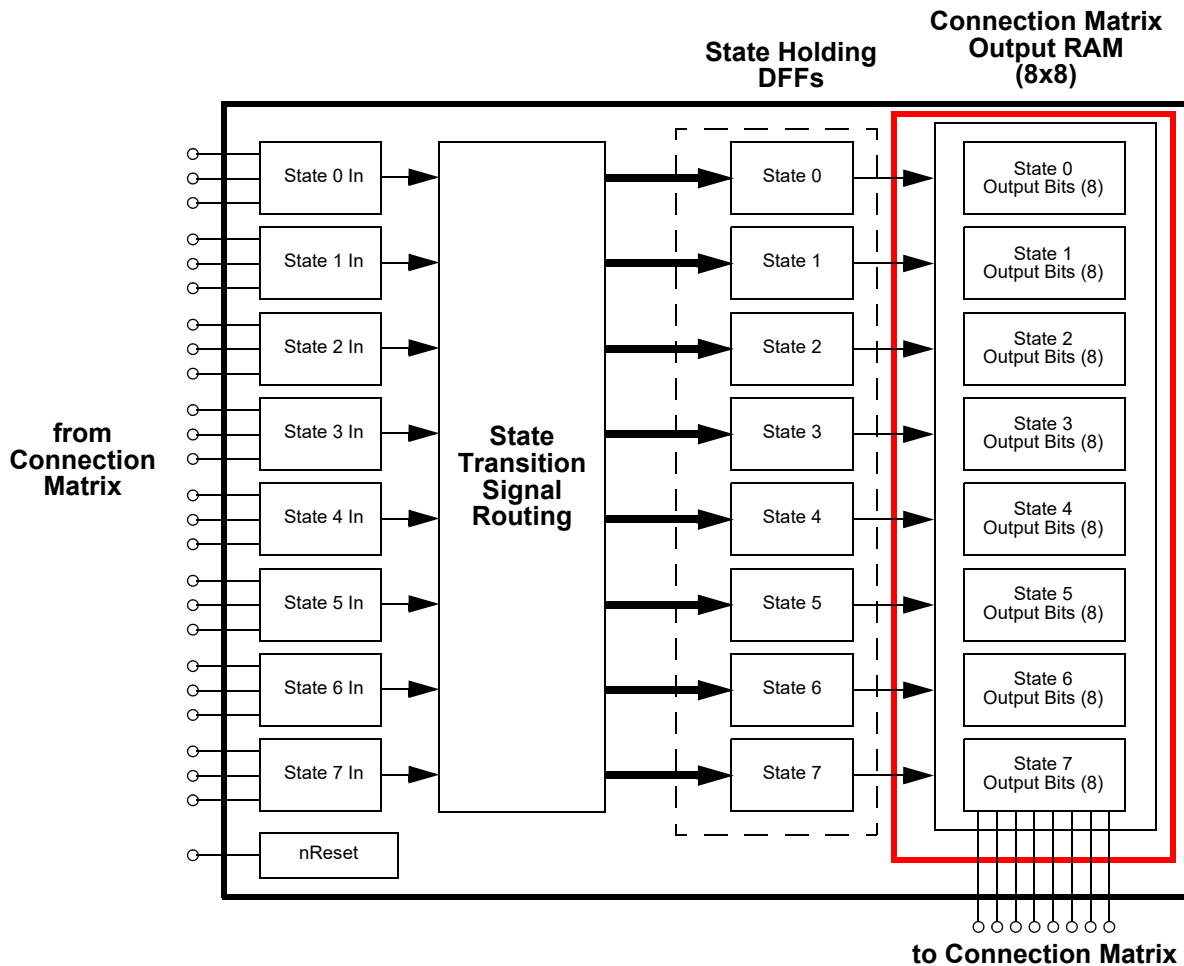 Connection Matrix
Output RAM
(8x8)
State Holding
DFFs
from
Connection
Matrix
State 0 In
State 1 In
State 2 In
State 3 In
State 4 In
State 5 In
State 6 In
State 7 In
nReset
State
Transition
Signal
Routing
State 0
State 1
State 2
State 3
State 4
State 5
State 6
State 7
State 0
Output Bits (8)
State 1
Output Bits (8)
State 2
Output Bits (8)
State 3
Output Bits (8)
State 4
Output Bits (8)
State 5
Output Bits (8)
State 6
Output Bits (8)
State 7
Output Bits (8)
to Connection Matrix